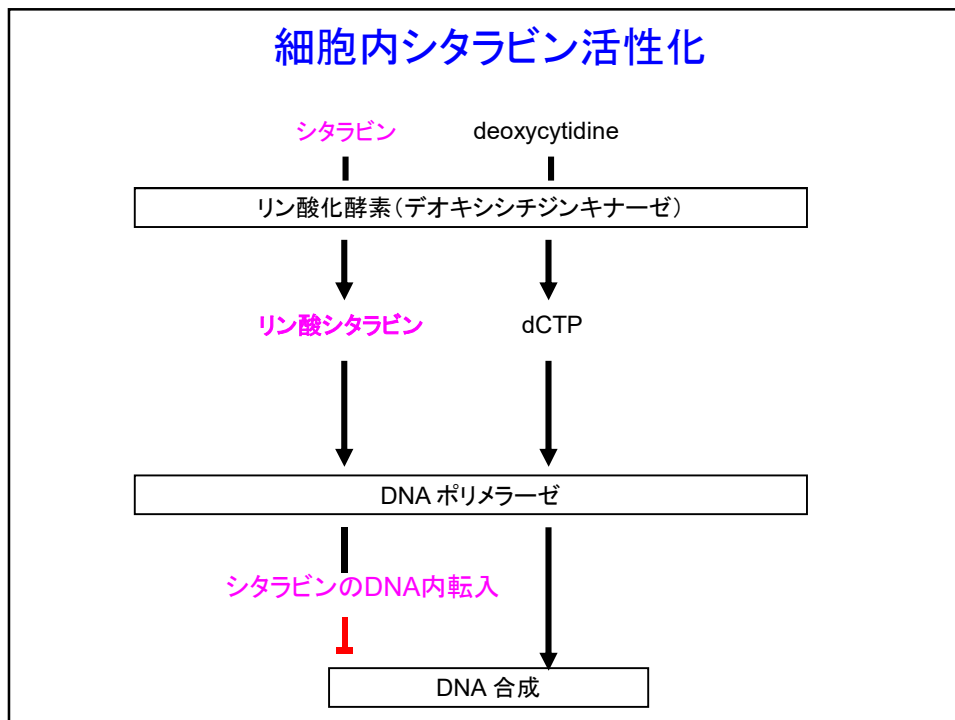 細胞内シタラビン活性化
シタラビン deoxycytidine
リン酸化酵素(デオキシシチジンキナーゼ)
リン酸シタラビン dCTP
DNA ポリメラーゼ
シタラビンのDNA内転入
DNA 合成